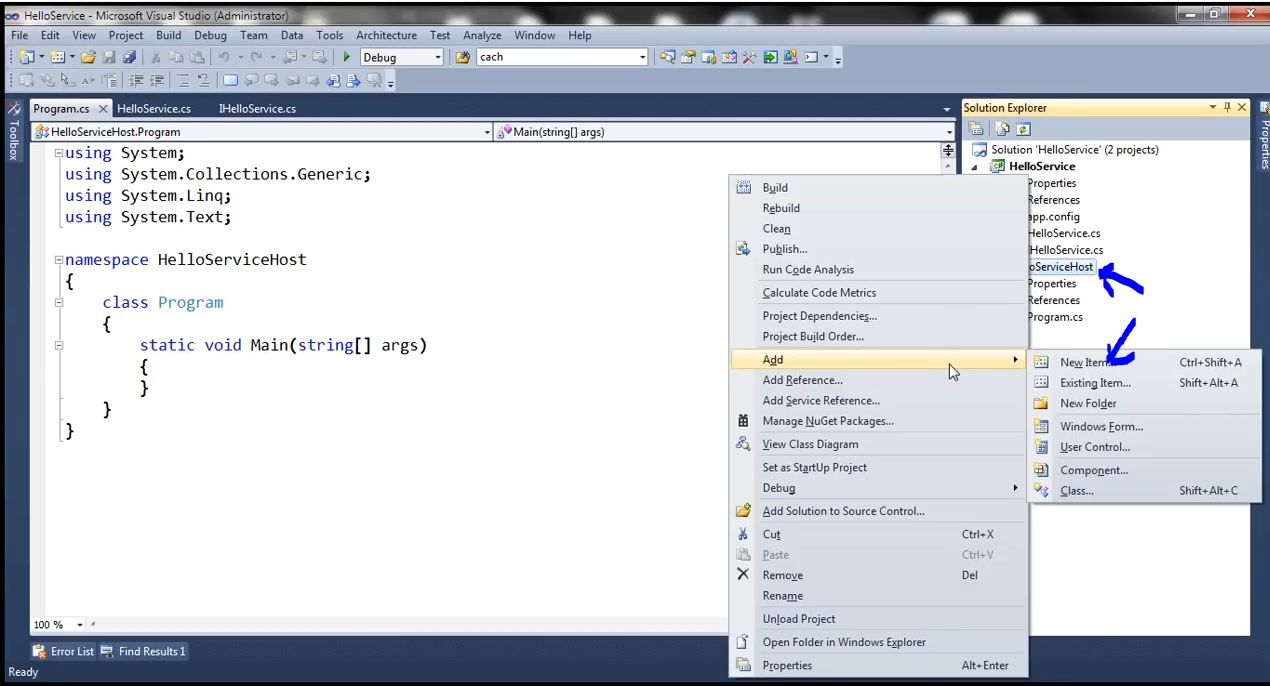 HelloService - Microsoft Visual Studio (Administrator)
File Edit View Project Build Debug Team Data Tools Architecture Test Analyze Window Help
Debug cach
Program.cs HelloService.cs IHelloService.cs
HelloServiceHost.Program Main(string[] args)
Toolbox
using System;
using System.Collections.Generic;
using System.Linq;
using System.Text;
namespace HelloServiceHost
{
class Program
{
static void Main(string[] args)
{
}
}
}
100 %
Solution Explorer
Solution 'HelloService' (2 projects)
HelloService
Properties
References
app.config
HelloService.cs
HelloService.cs
oServiceHost
Properties
References
Program.cs
Properties
Build
Rebuild
Clean
Publish...
Run Code Analysis
Calculate Code Metrics
Project Dependencies...
Project Build Order...
Add
Add Reference...
Add Service Reference...
Manage NuGet Packages...
View Class Diagram
Set as StartUp Project
Debug
Add Solution to Source Control...
Cut Ctrl+X
Paste Ctrl+V
Remove Del
Rename
Unload Project
Open Folder in Windows Explorer
Properties Alt+Enter
New Item... Ctrl+Shift+A
Existing Item... Shift+Alt+A
New Folder
Windows Form...
User Control...
Component...
Class... Shift+Alt+C
Error List Find Results 1
Ready